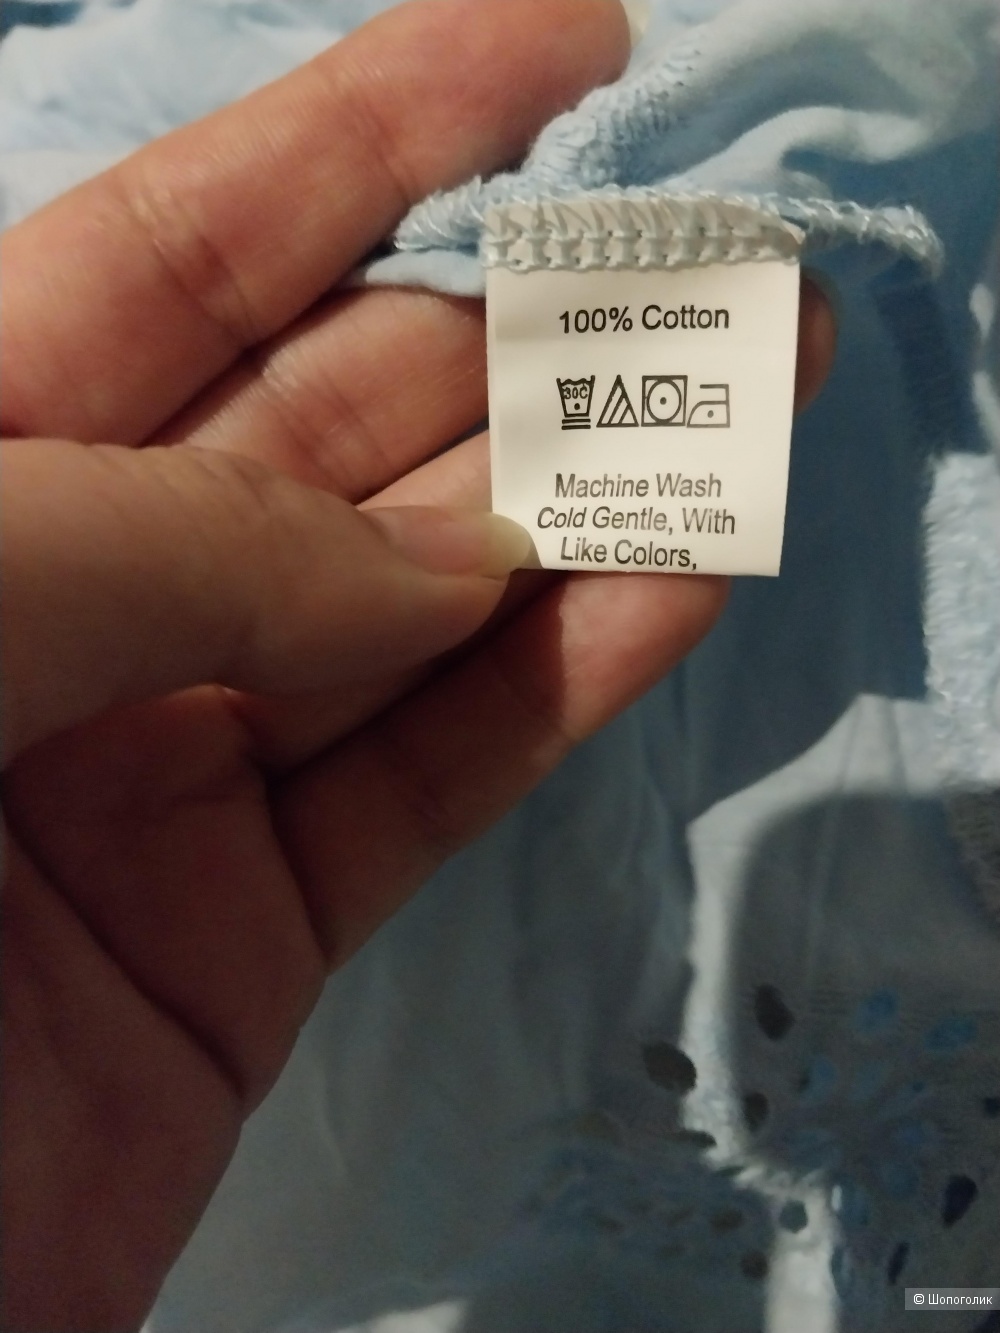 100% Cotton
30C
Machine Wash
Cold Gentle, With
Like Colors,
© Шопоголик